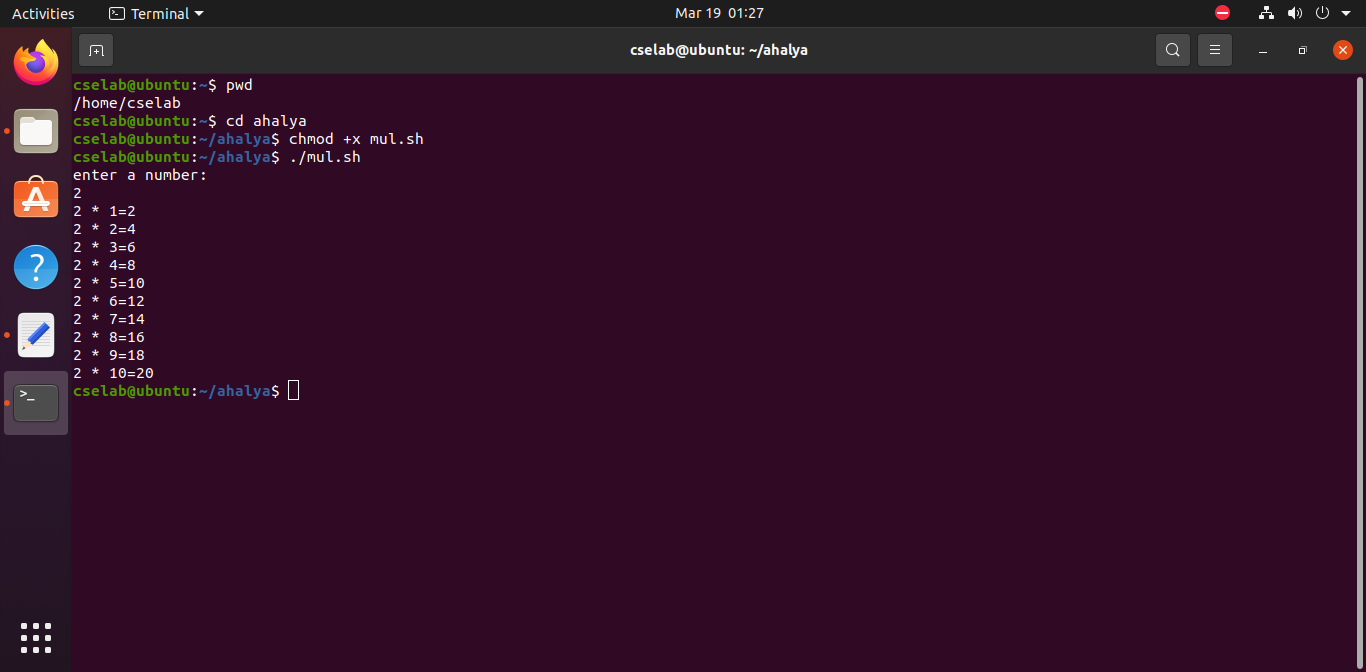 Activities Terminal Mar 19 01:27
cselab@ubuntu: ~/ahalya
cselab@ubuntu:~$ pwd
/home/cselab
cselab@ubuntu:~$ cd ahalya
cselab@ubuntu:~/ahalya$ chmod +x mul.sh
cselab@ubuntu:~/ahalya$ ./mul.sh
enter a number:
2
2 * 1=2
2 * 2=4
2 * 3=6
2 * 4=8
2 * 5=10
2 * 6=12
2 * 7=14
2 * 8=16
2 * 9=18
2 * 10=20
cselab@ubuntu:~/ahalya$